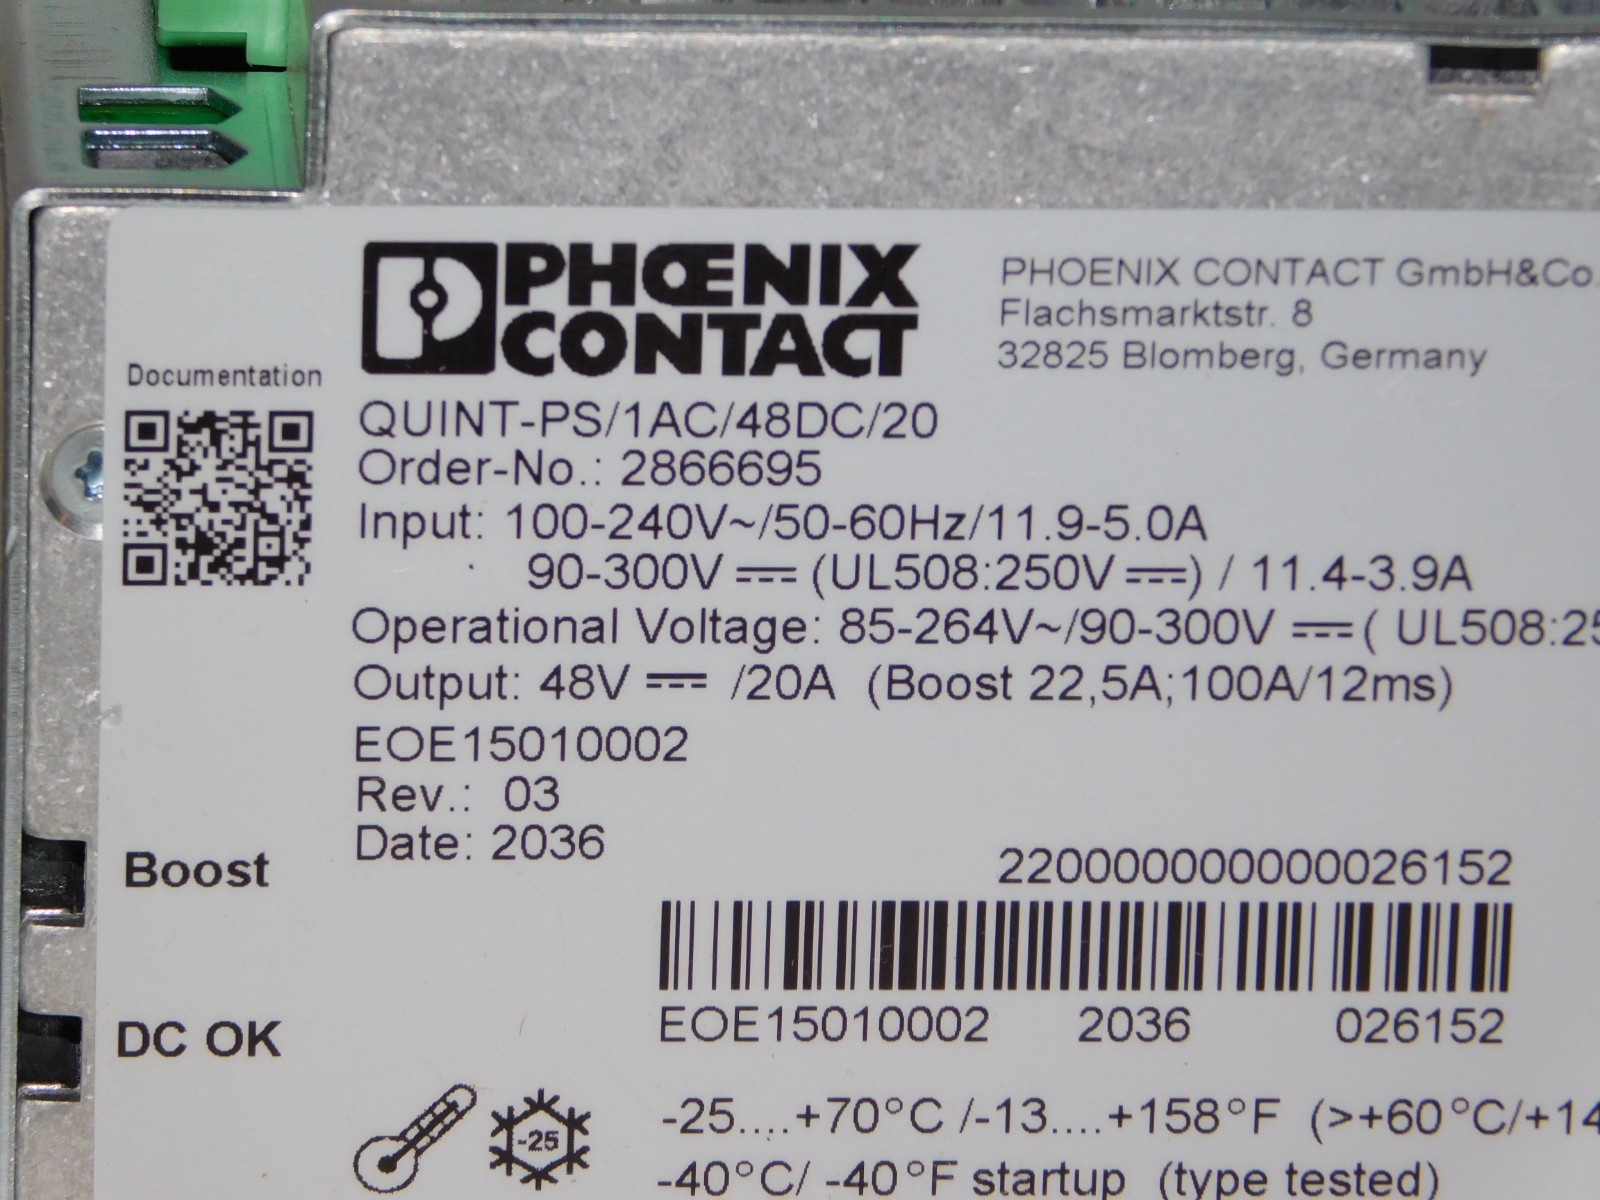 PHŒNIX
CONTACT
PHOENIX CONTACT GmbH&Co.
Flachsmarktstr. 8
32825 Blomberg, Germany
Documentation
QUINT-PS/1AC/48DC/20
Order-No.: 2866695
Input: 100-240V~/50-60Hz/11.9-5.0A
90-300V ⎓ (UL508:250V ⎓) / 11.4-3.9A
Operational Voltage: 85-264V~/90-300V ⎓ ( UL508:25
Output: 48V ⎓ /20A (Boost 22,5A;100A/12ms)
EOE15010002
Rev.: 03
Date: 2036
Boost
220000000000026152
DC OK
EOE15010002 2036 026152
-25
-25....+70°C /-13....+158°F (>+60°C/+14
-40°C/ -40°F startup (type tested)